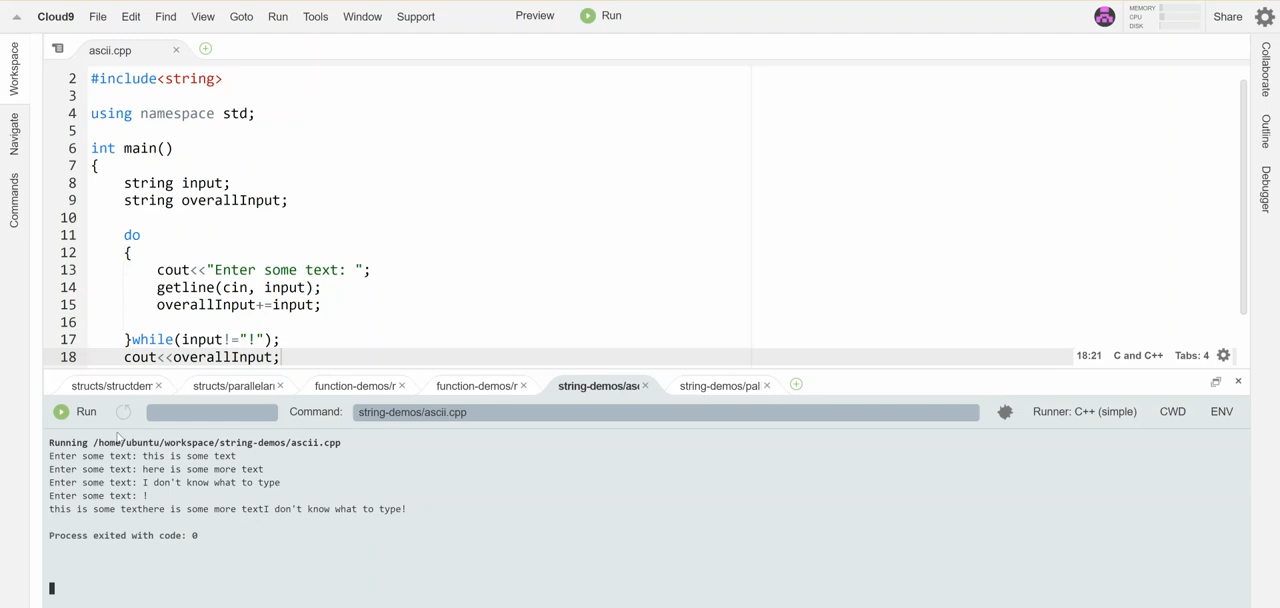 Cloud9 File Edit Find View Goto Run Tools Window Support Preview Run MEMORY CPU DISK Share
Workspace
Navigate
Commands
ascii.cpp
2 #include<string>
3
4 using namespace std;
5
6 int main()
7 {
8 string input;
9 string overallInput;
10
11 do
12 {
13 cout<<"Enter some text: ";
14 getline(cin, input);
15 overallInput+=input;
16
17 }while(input!="!");
18 cout<<overallInput;
18:21 C and C++ Tabs: 4
Collaborate
Outline
Debugger
structs/structdem structs/parallelar function-demos/r function-demos/r string-demos/asc string-demos/pal
Run Command: string-demos/ascii.cpp Runner: C++ (simple) CWD ENV
Running /home/ubuntu/workspace/string-demos/ascii.cpp
Enter some text: this is some text
Enter some text: here is some more text
Enter some text: I don't know what to type
Enter some text: !
this is some texthere is some more textI don't know what to type!
Process exited with code: 0